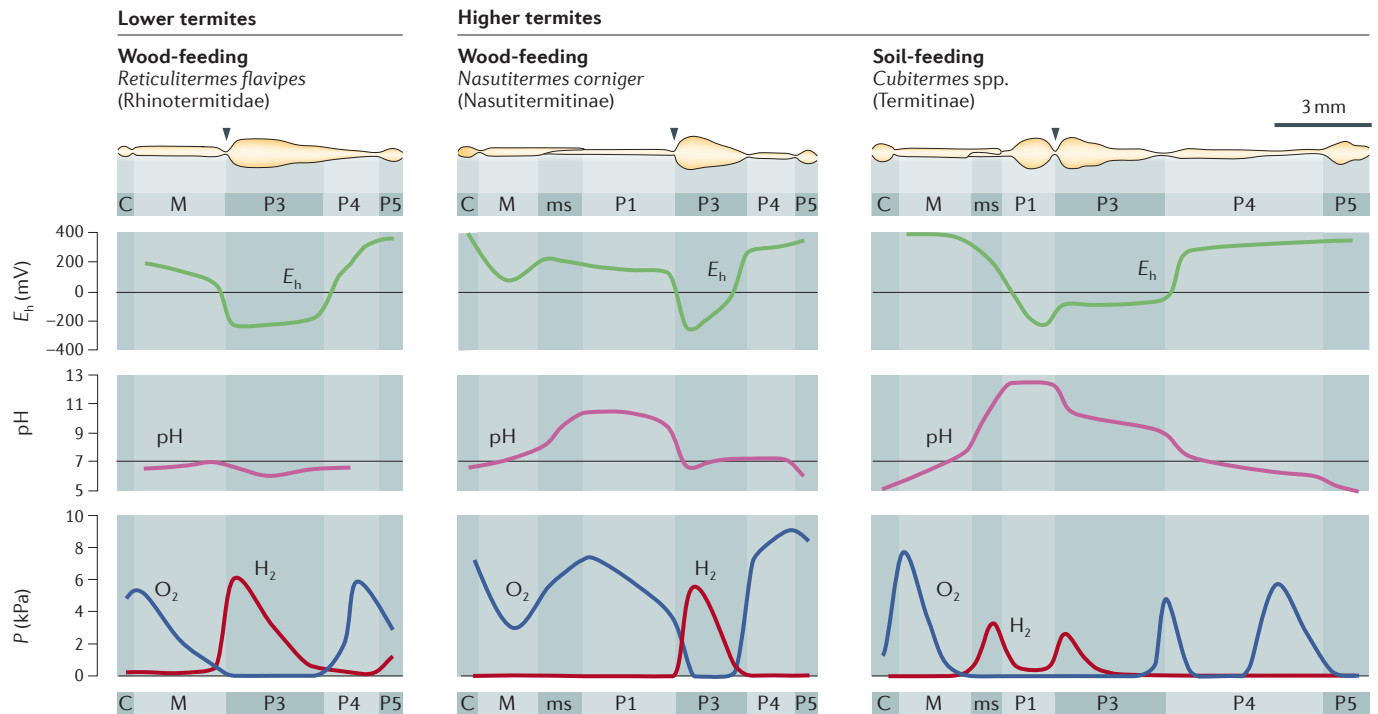 Lower termites
Higher termites
Wood-feeding
Reticulitermes flavipes
(Rhinotermitidae)
Wood-feeding
Nasutitermes corniger
(Nasutitermitinae)
Soil-feeding
Cubitermes spp.
(Termitinae)
3 mm
C M P3 P4 P5
C M ms P1 P3 P4 P5
C M ms P1 P3 P4 P5
Eh (mV)
400
200
0
−200
−400
Eh
Eh
Eh
pH
13
11
9
7
5
pH
pH
pH
P (kPa)
10
8
6
4
2
0
O2
H2
O2
H2
O2
H2
C M P3 P4 P5
C M ms P1 P3 P4 P5
C M ms P1 P3 P4 P5